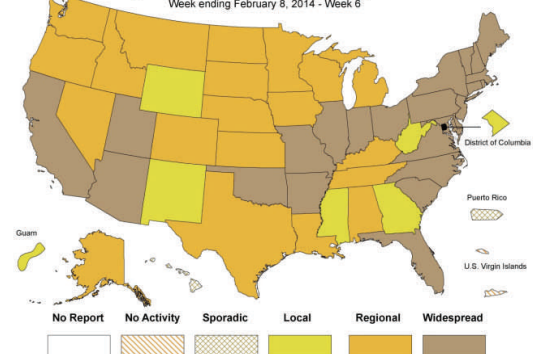 Week ending February 8, 2014 - Week 6
District of Columbia
Puerto Rico
Guam
U.S. Virgin Islands
No Report No Activity Sporadic Local Regional Widespread